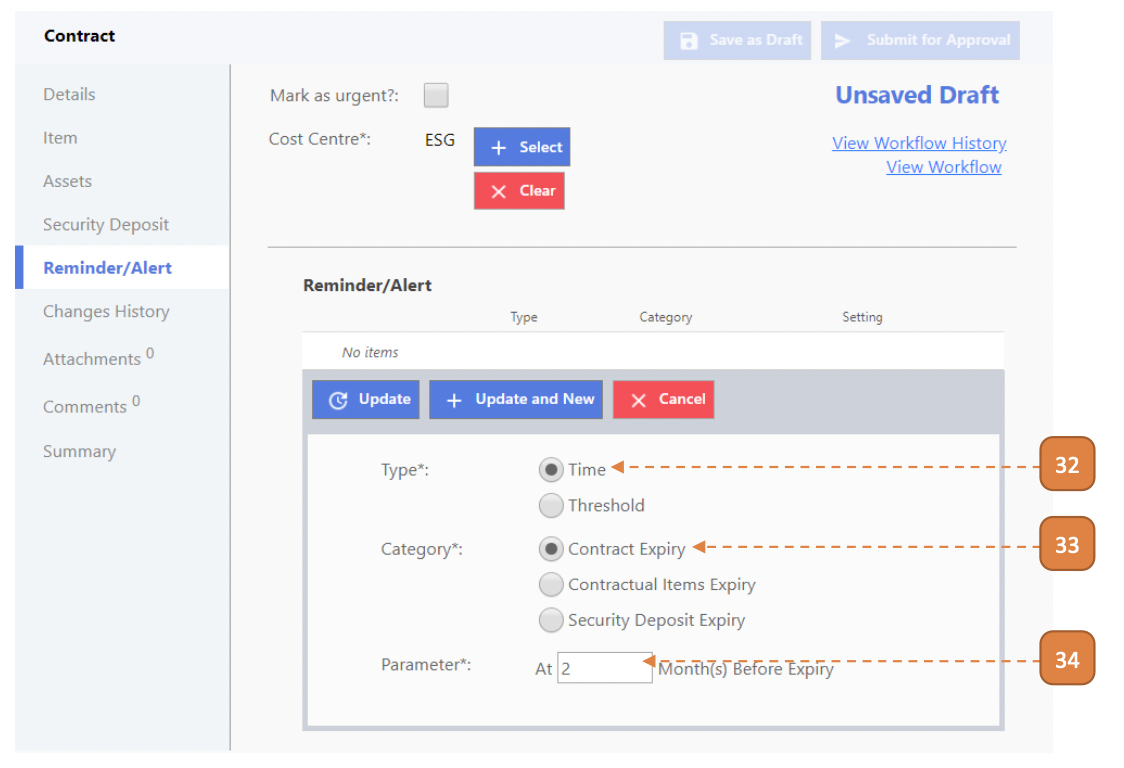 Contract
Save as Draft
Submit for Approval
Details
Item
Assets
Security Deposit
Reminder/Alert
Changes History
Attachments 0
Comments 0
Summary
Mark as urgent?:
Unsaved Draft
Cost Centre*: ESG
+ Select
View Workflow History
View Workflow
Clear
Reminder/Alert
Type Category Setting
No items
Update
+ Update and New
Cancel
Type*: Time
32
Threshold
Category*: Contract Expiry
33
Contractual Items Expiry
Security Deposit Expiry
Parameter*: At 2 Month(s) Before Expiry
34